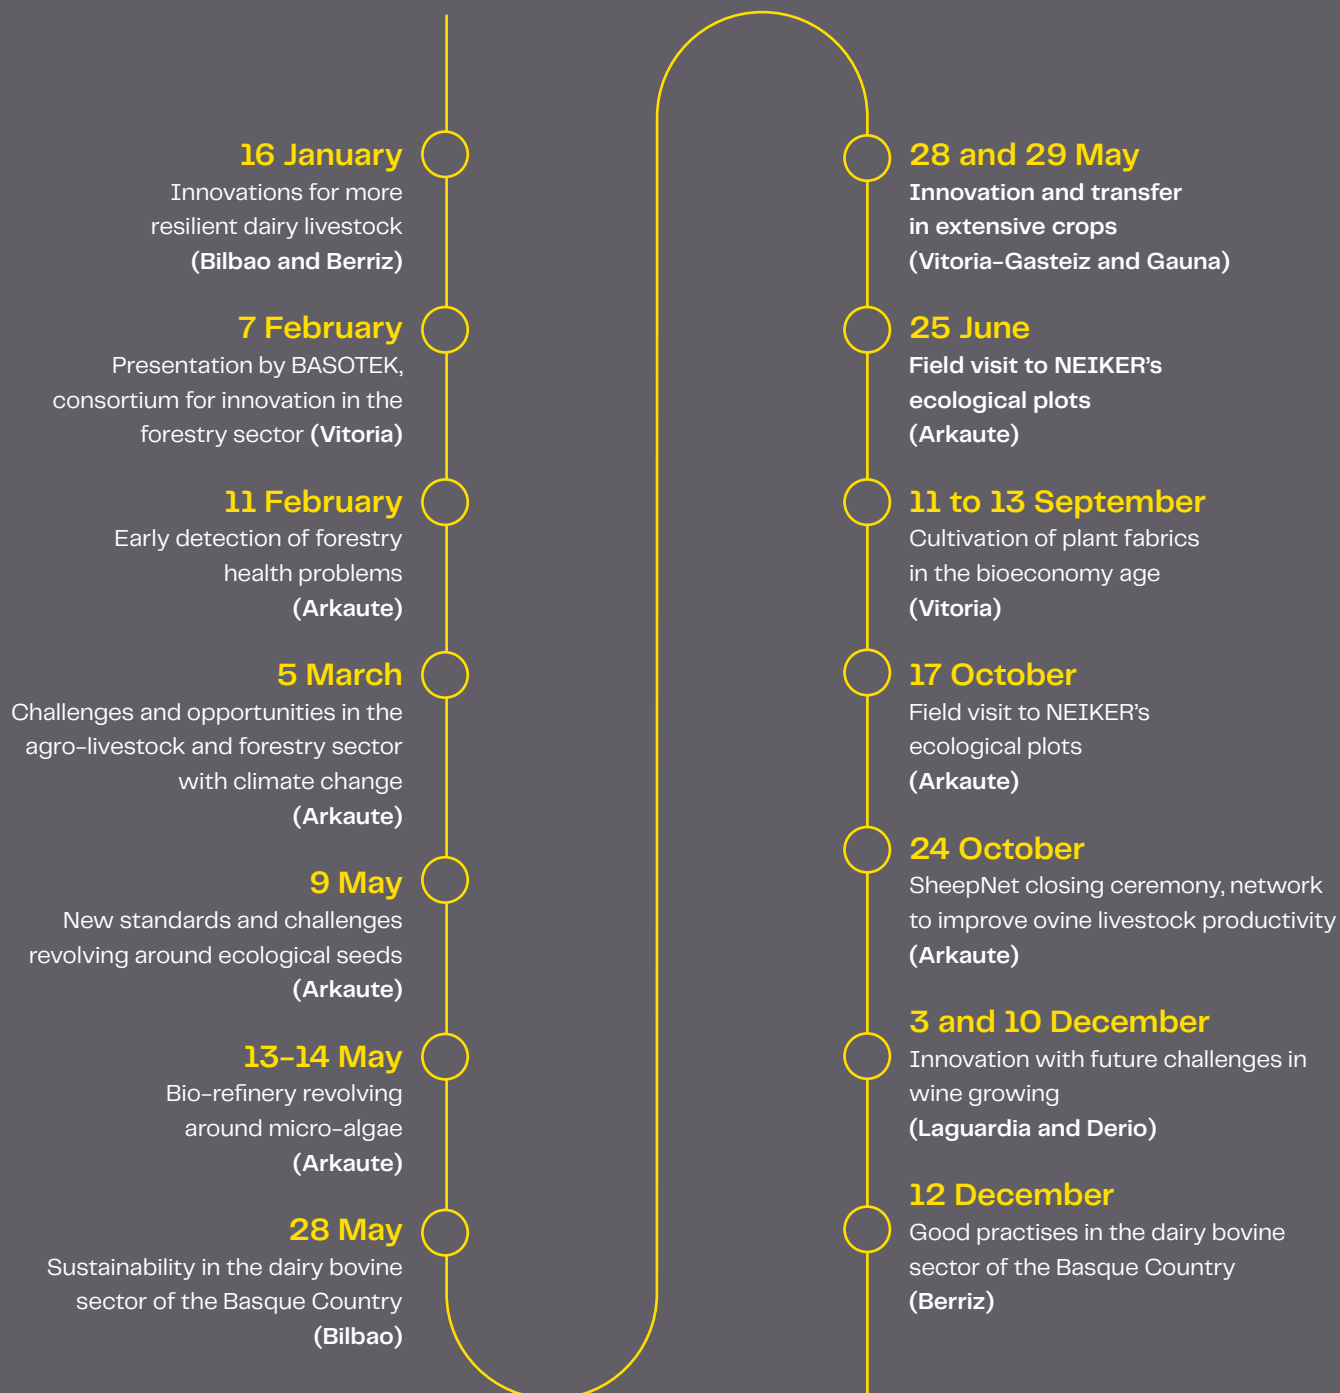 16 January
Innovations for more
resilient dairy livestock
(Bilbao and Berriz)
7 February
Presentation by BASOTEK,
consortium for innovation in the
forestry sector (Vitoria)
11 February
Early detection of forestry
health problems
(Arkaute)
5 March
Challenges and opportunities in the
agro-livestock and forestry sector
with climate change
(Arkaute)
9 May
New standards and challenges
revolving around ecological seeds
(Arkaute)
13-14 May
Bio-refinery revolving
around micro-algae
(Arkaute)
28 May
Sustainability in the dairy bovine
sector of the Basque Country
(Bilbao)
28 and 29 May
Innovation and transfer
in extensive crops
(Vitoria-Gasteiz and Gauna)
25 June
Field visit to NEIKER’s
ecological plots
(Arkaute)
11 to 13 September
Cultivation of plant fabrics
in the bioeconomy age
(Vitoria)
17 October
Field visit to NEIKER’s
ecological plots
(Arkaute)
24 October
SheepNet closing ceremony, network
to improve ovine livestock productivity
(Arkaute)
3 and 10 December
Innovation with future challenges in
wine growing
(Laguardia and Derio)
12 December
Good practises in the dairy bovine
sector of the Basque Country
(Berriz)